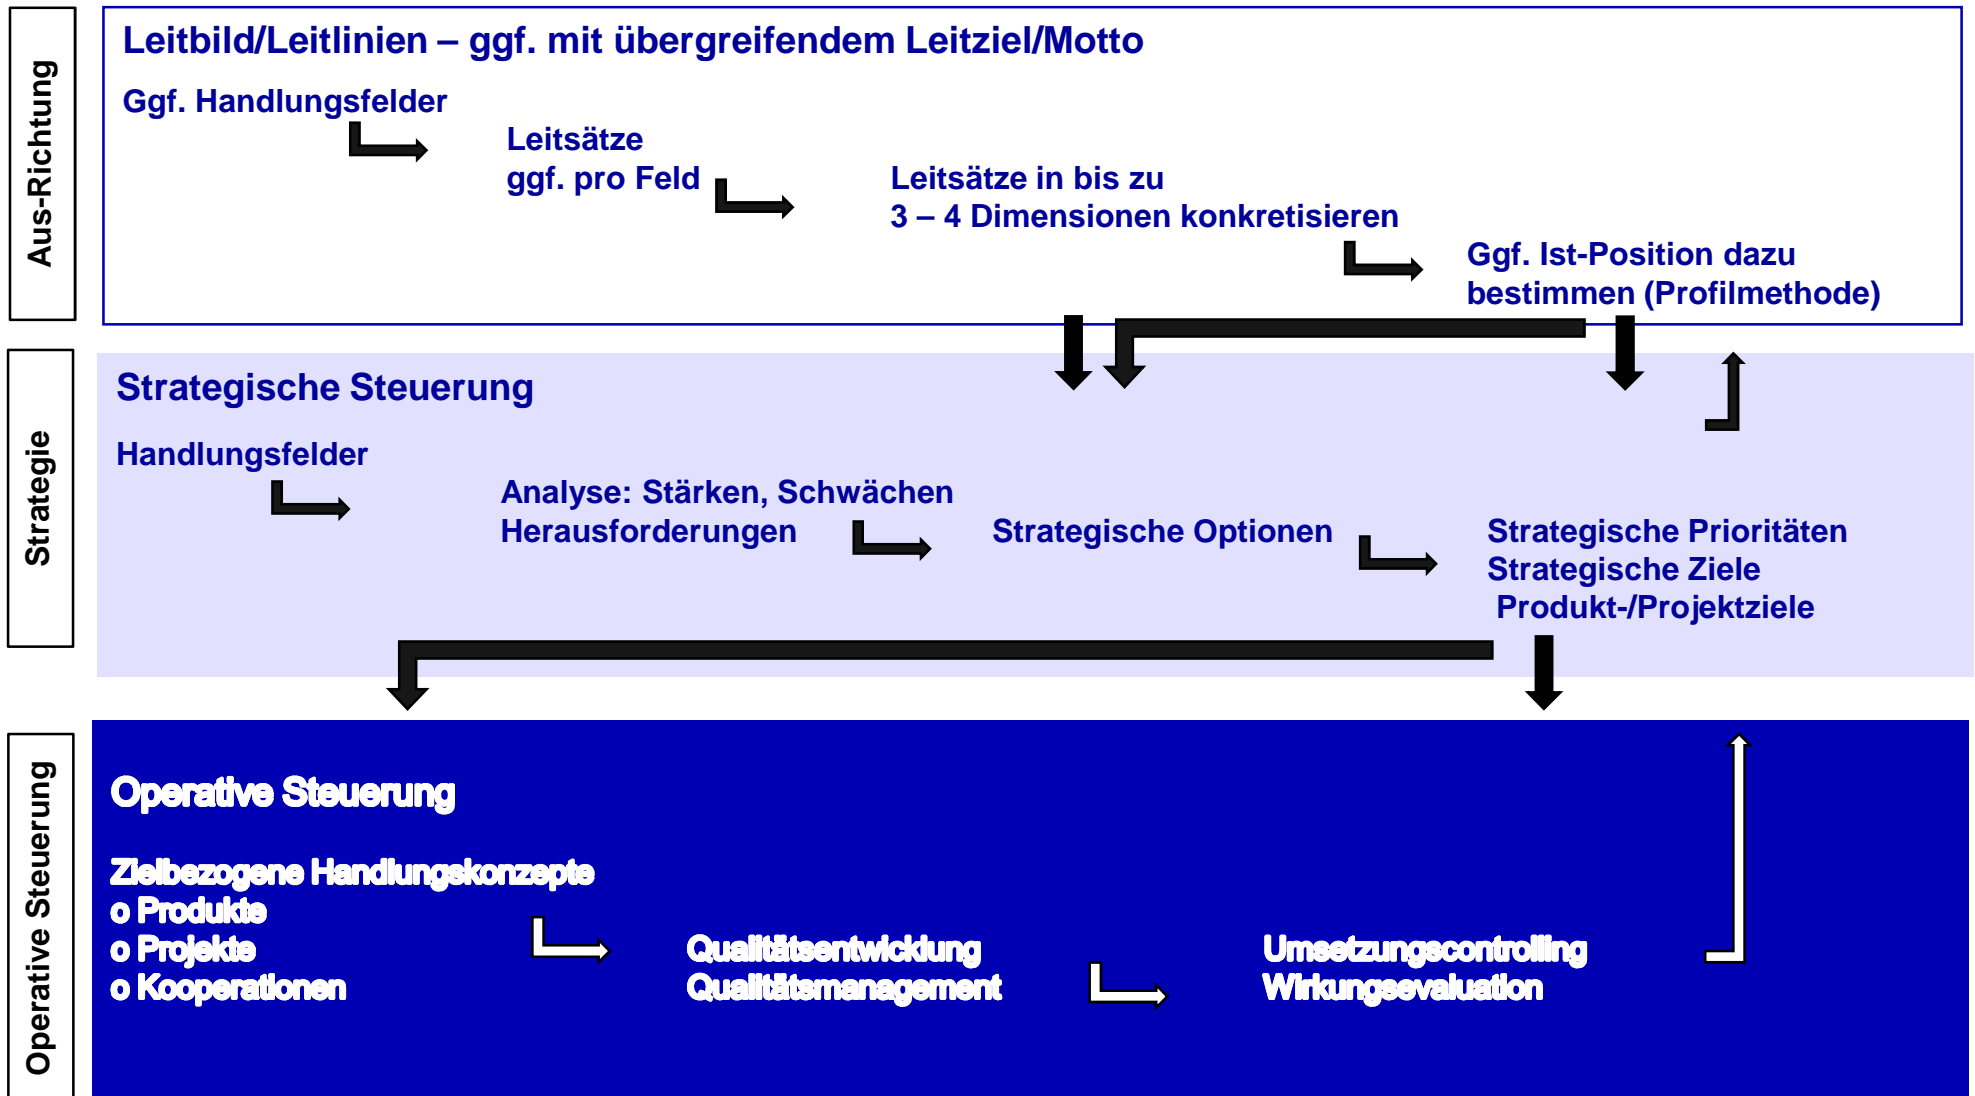 Aus-Richtung
Leitbild/Leitlinien – ggf. mit übergreifendem Leitziel/Motto
Ggf. Handlungsfelder
Leitsätze
ggf. pro Feld
Leitsätze in bis zu
3 – 4 Dimensionen konkretisieren
Ggf. Ist-Position dazu
bestimmen (Profilmethode)
Strategie
Strategische Steuerung
Handlungsfelder
Analyse: Stärken, Schwächen
Herausforderungen
Strategische Optionen
Strategische Prioritäten
Strategische Ziele
Produkt-/Projektziele
Operative Steuerung
Operative Steuerung
Zielbezogene Handlungskonzepte
o Produkte
o Projekte
o Kooperationen
Qualitätsentwicklung
Qualitätsmanagement
Umsetzungscontrolling
Wirkungsevaluation